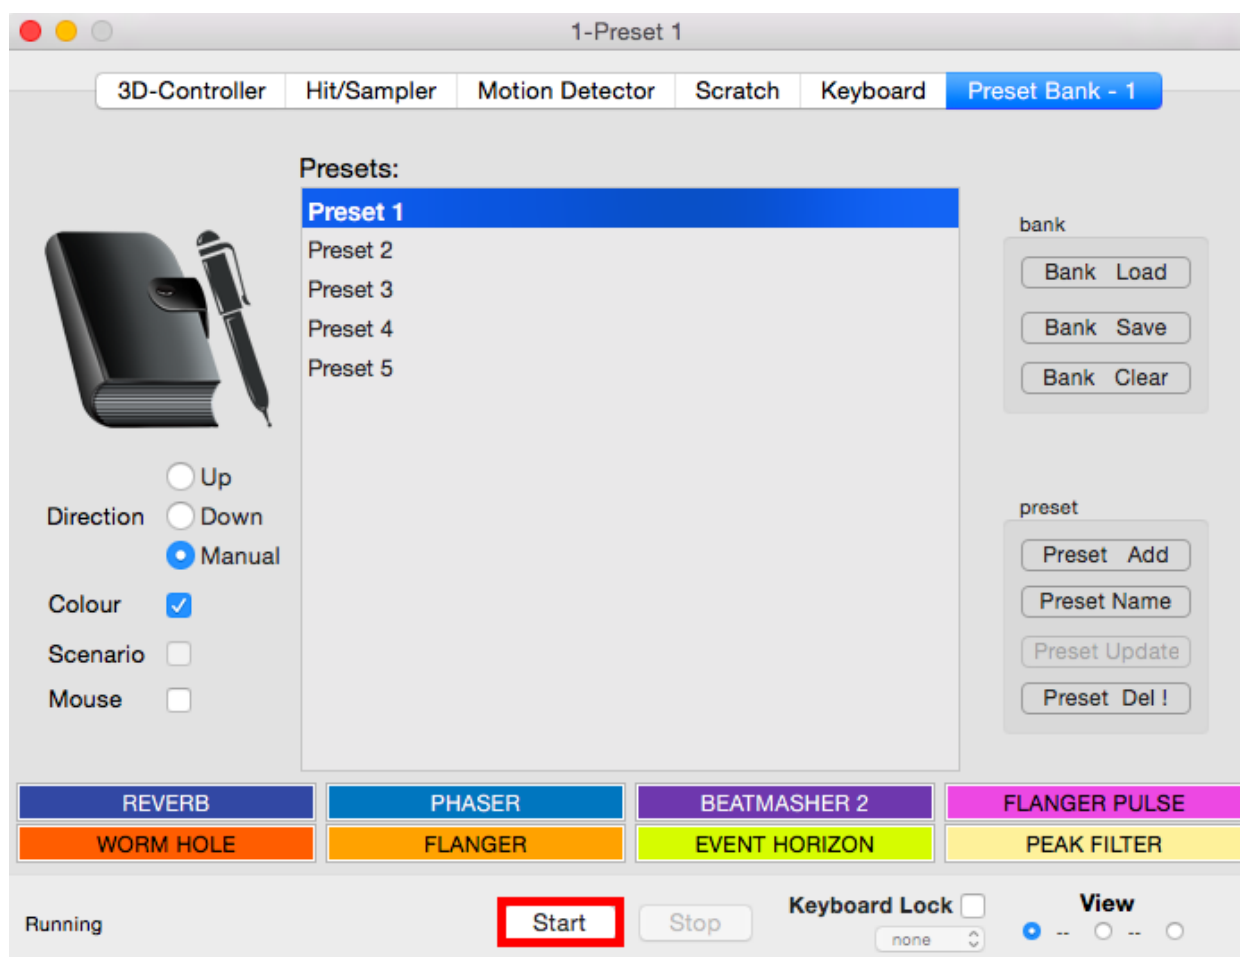 1-Preset 1
3D-Controller Hit/Sampler Motion Detector Scratch Keyboard Preset Bank - 1
Presets:
Preset 1
Preset 2
Preset 3
Preset 4
Preset 5
bank
Bank Load
Bank Save
Bank Clear
Direction
Up
Down
Manual
Colour
Scenario
Mouse
preset
Preset Add
Preset Name
Preset Update
Preset Del !
REVERB PHASER BEATMASHER 2 FLANGER PULSE
WORM HOLE FLANGER EVENT HORIZON PEAK FILTER
Running
Start
Stop
Keyboard Lock
none
View
-- --